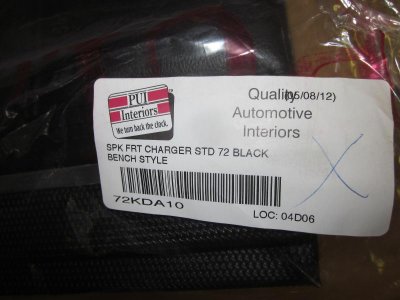 PUI
Interiors®
We turn back the clock.
Quality (05/08/12)
Automotive
Interiors
SPK FRT CHARGER STD 72 BLACK
BENCH STYLE
72KDA10
LOC: 04D06
X